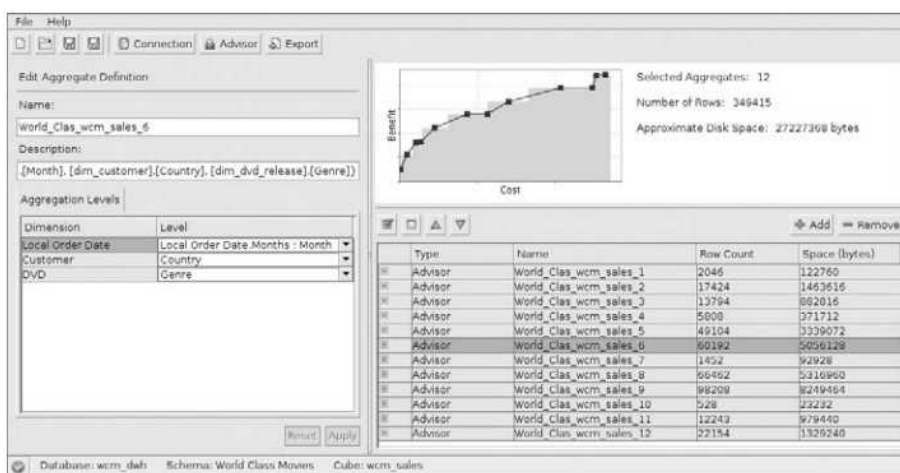 File Help
Connection Advisor Export
Edit Aggregate Definition
Name:
World_Clas_wcm_sales_6
Description:
.[Month]. [dim_customer].[Country]. [dim_dvd_release].[Genre]}
Aggregation Levels
Dimension Level
Local Order Date Local Order Date.Months : Month
Customer Country
DVD Genre
Reset Apply
Benefit
Cost
Selected Aggregates: 12
Number of Rows: 349415
Approximate Disk Space: 27227368 bytes
Add Remove
Type Name Row Count Space (bytes)
Advisor World_Clas_wcm_sales_1 2046 122760
Advisor World_Clas_wcm_sales_2 17424 1463616
Advisor World_Clas_wcm_sales_3 13794 882816
Advisor World_Clas_wcm_sales_4 5808 371712
Advisor World_Clas_wcm_sales_5 49104 3339072
Advisor World_Clas_wcm_sales_6 60192 5056128
Advisor World_Clas_wcm_sales_7 1452 92928
Advisor World_Clas_wcm_sales_8 66462 5316960
Advisor World_Clas_wcm_sales_9 98208 8249464
Advisor World_Clas_wcm_sales_10 528 23232
Advisor World_Clas_wcm_sales_11 12243 979440
Advisor World_Clas_wcm_sales_12 22154 1329240
Database: wcm_dwh Schema: World Class Movies Cube: wcm_sales